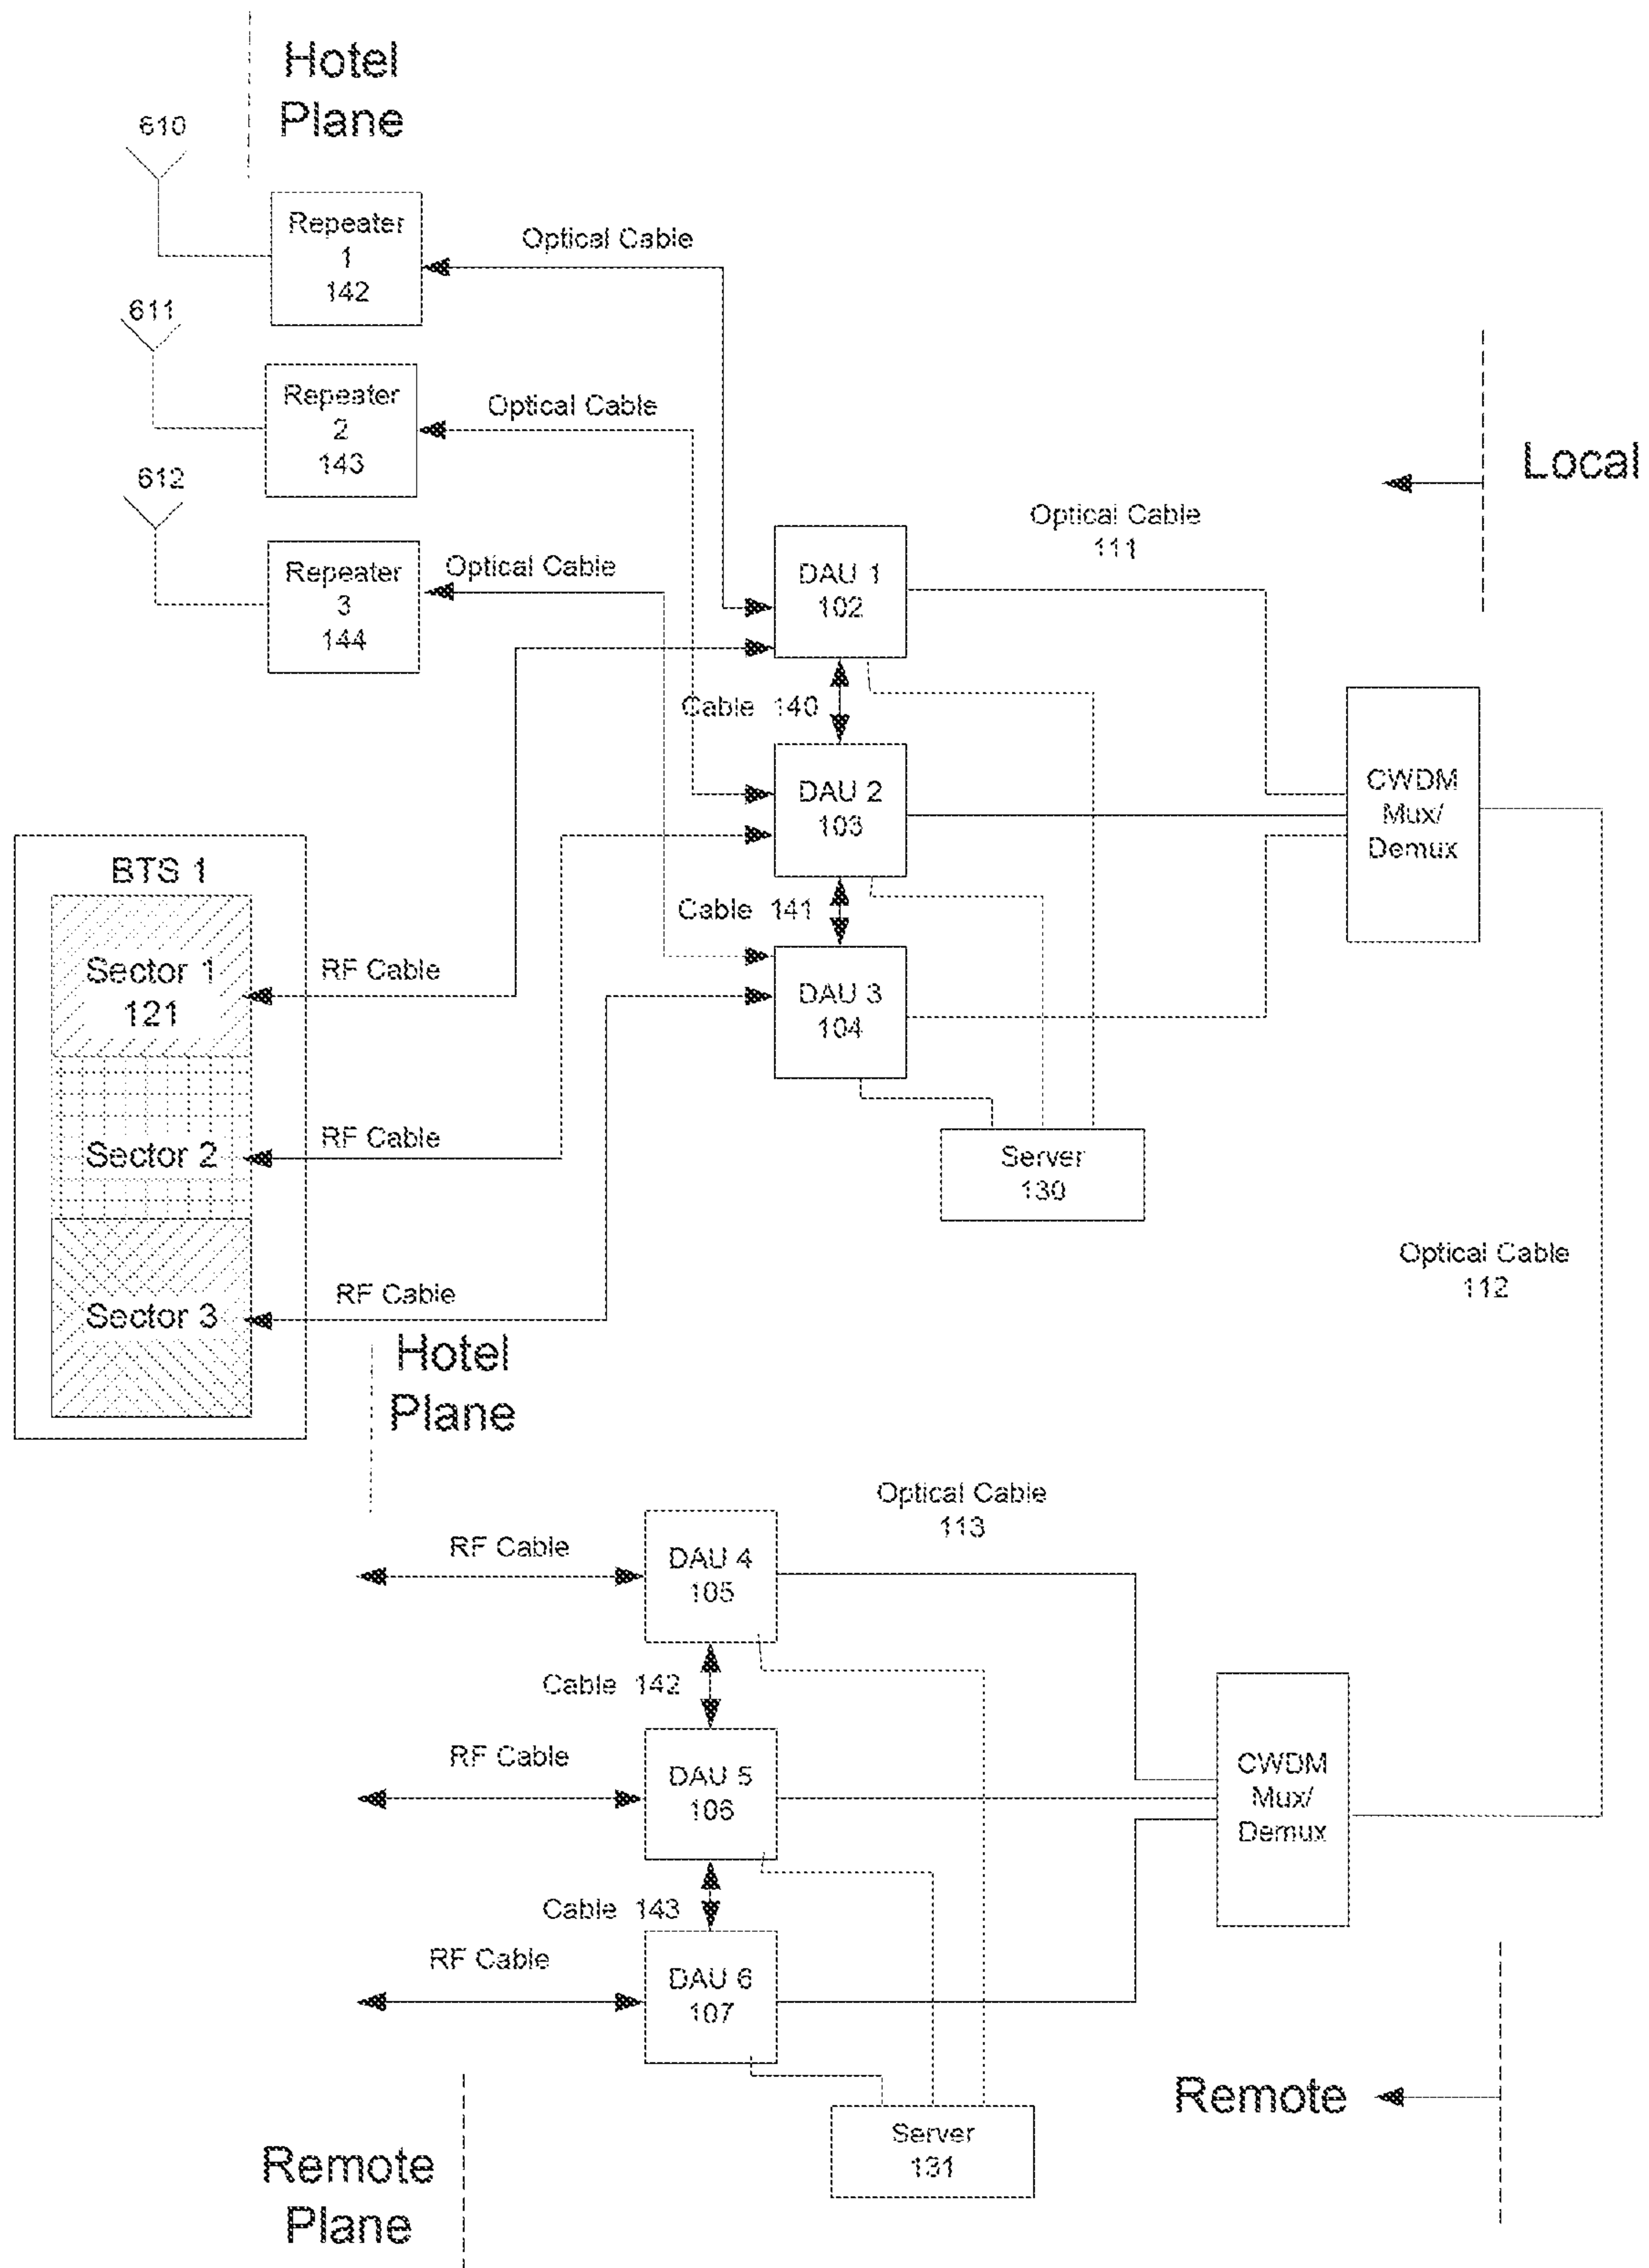 Hotel
Plane
610
Repeater
1
142
Optical Cable
611
Repeater
2
143
Optical Cable
Local
612
Repeater
3
144
Optical Cable
Optical Cable
111
DAU 1
102
Cable 140
DAU 2
103
CWDM
Mux/
Demux
BTS 1
Cable 141
Sector 1
121
RF Cable
DAU 3
104
Sector 2
RF Cable
Server
130
Optical Cable
112
Sector 3
RF Cable
Hotel
Plane
Optical Cable
113
RF Cable
DAU 4
105
Cable 142
RF Cable
DAU 5
106
CWDM
Mux/
Demux
Cable 143
RF Cable
DAU 6
107
Remote
Server
131
Remote
Plane